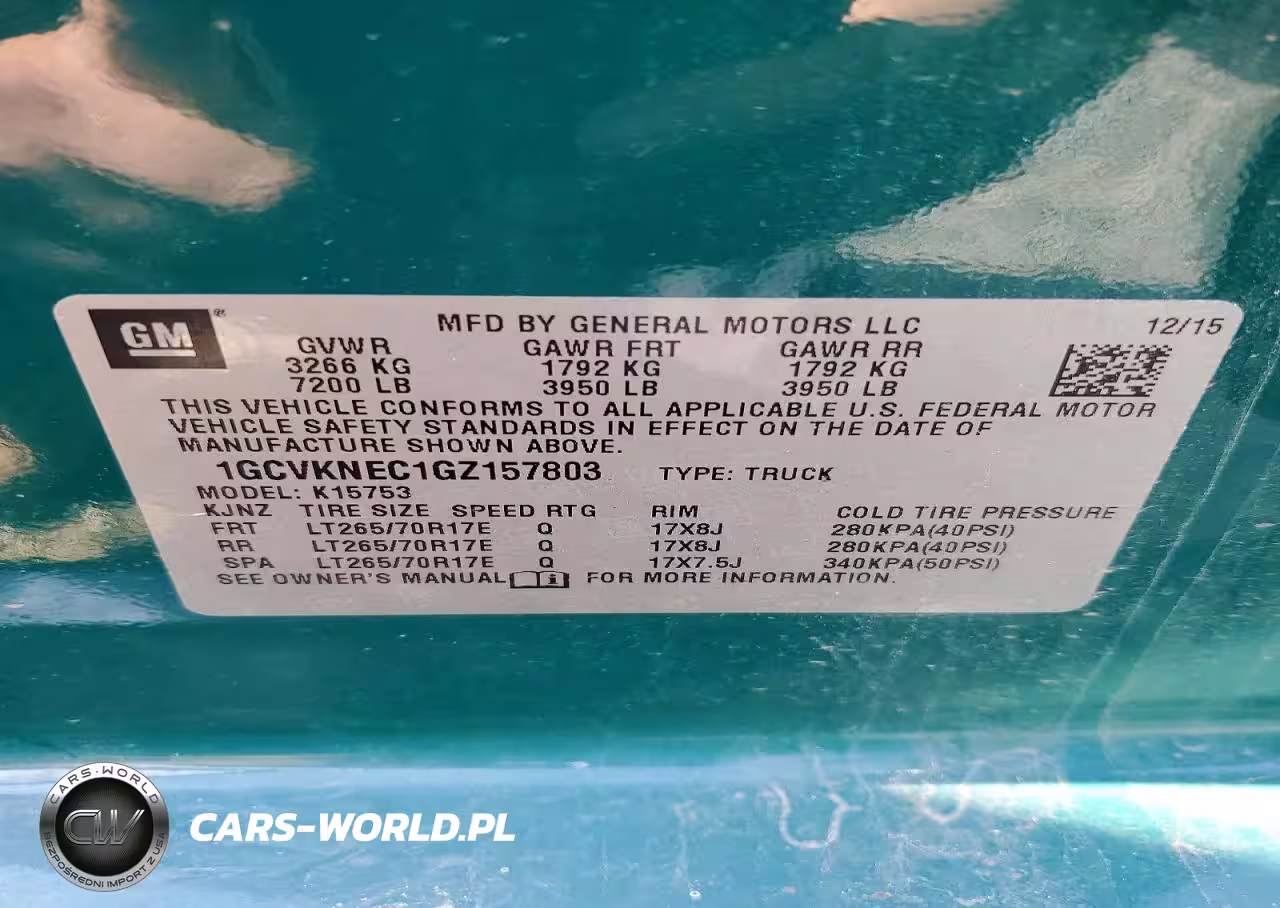 GM®
MFD BY GENERAL MOTORS LLC 12/15
GVWR GAWR FRT GAWR RR
3266 KG 1792 KG 1792 KG
7200 LB 3950 LB 3950 LB
THIS VEHICLE CONFORMS TO ALL APPLICABLE U.S. FEDERAL MOTOR
VEHICLE SAFETY STANDARDS IN EFFECT ON THE DATE OF
MANUFACTURE SHOWN ABOVE.
1GCVKNEC1GZ157803 TYPE: TRUCK
MODEL: K15753
KJNZ TIRE SIZE SPEED RTG RIM COLD TIRE PRESSURE
FRT LT265/70R17E Q 17X8J 280KPA(40PSI)
RR LT265/70R17E Q 17X8J 280KPA(40PSI)
SPA LT265/70R17E Q 17X7.5J 340KPA(50PSI)
SEE OWNER'S MANUAL FOR MORE INFORMATION.
CARS-WORLD
CW
BEZPOŚREDNI IMPORT Z USA
CARS-WORLD.PL